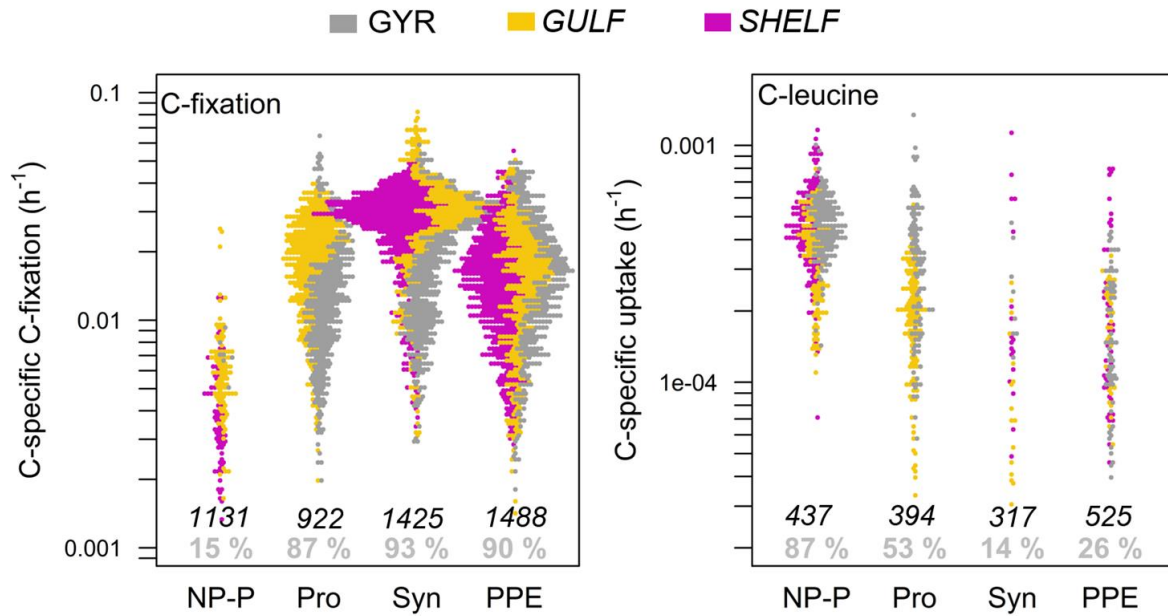 GYR GULF SHELF
C-fixation
C-specific C-fixation (h⁻¹)
0.1
0.01
0.001
1131 922 1425 1488
15 % 87 % 93 % 90 %
NP-P Pro Syn PPE
C-leucine
C-specific uptake (h⁻¹)
0.001
1e-04
437 394 317 525
87 % 53 % 14 % 26 %
NP-P Pro Syn PPE